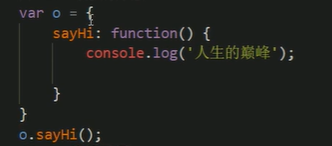 var o = {
sayHi: function() {
console.log('人生的巅峰');
}
}
o.sayHi();